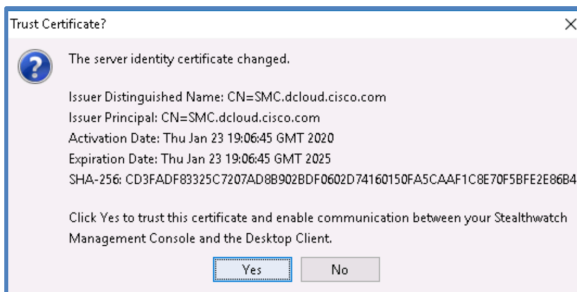 Trust Certificate?
The server identity certificate changed.
Issuer Distinguished Name: CN=SMC.dcloud.cisco.com
Issuer Principal: CN=SMC.dcloud.cisco.com
Activation Date: Thu Jan 23 19:06:45 GMT 2020
Expiration Date: Thu Jan 23 19:06:45 GMT 2025
SHA-256: CD3FADF83325C7207AD8B902BDF0602D74160150FA5CAAF1C8E70F5BFE2E86B4
Click Yes to trust this certificate and enable communication between your Stealthwatch
Management Console and the Desktop Client.
Yes No